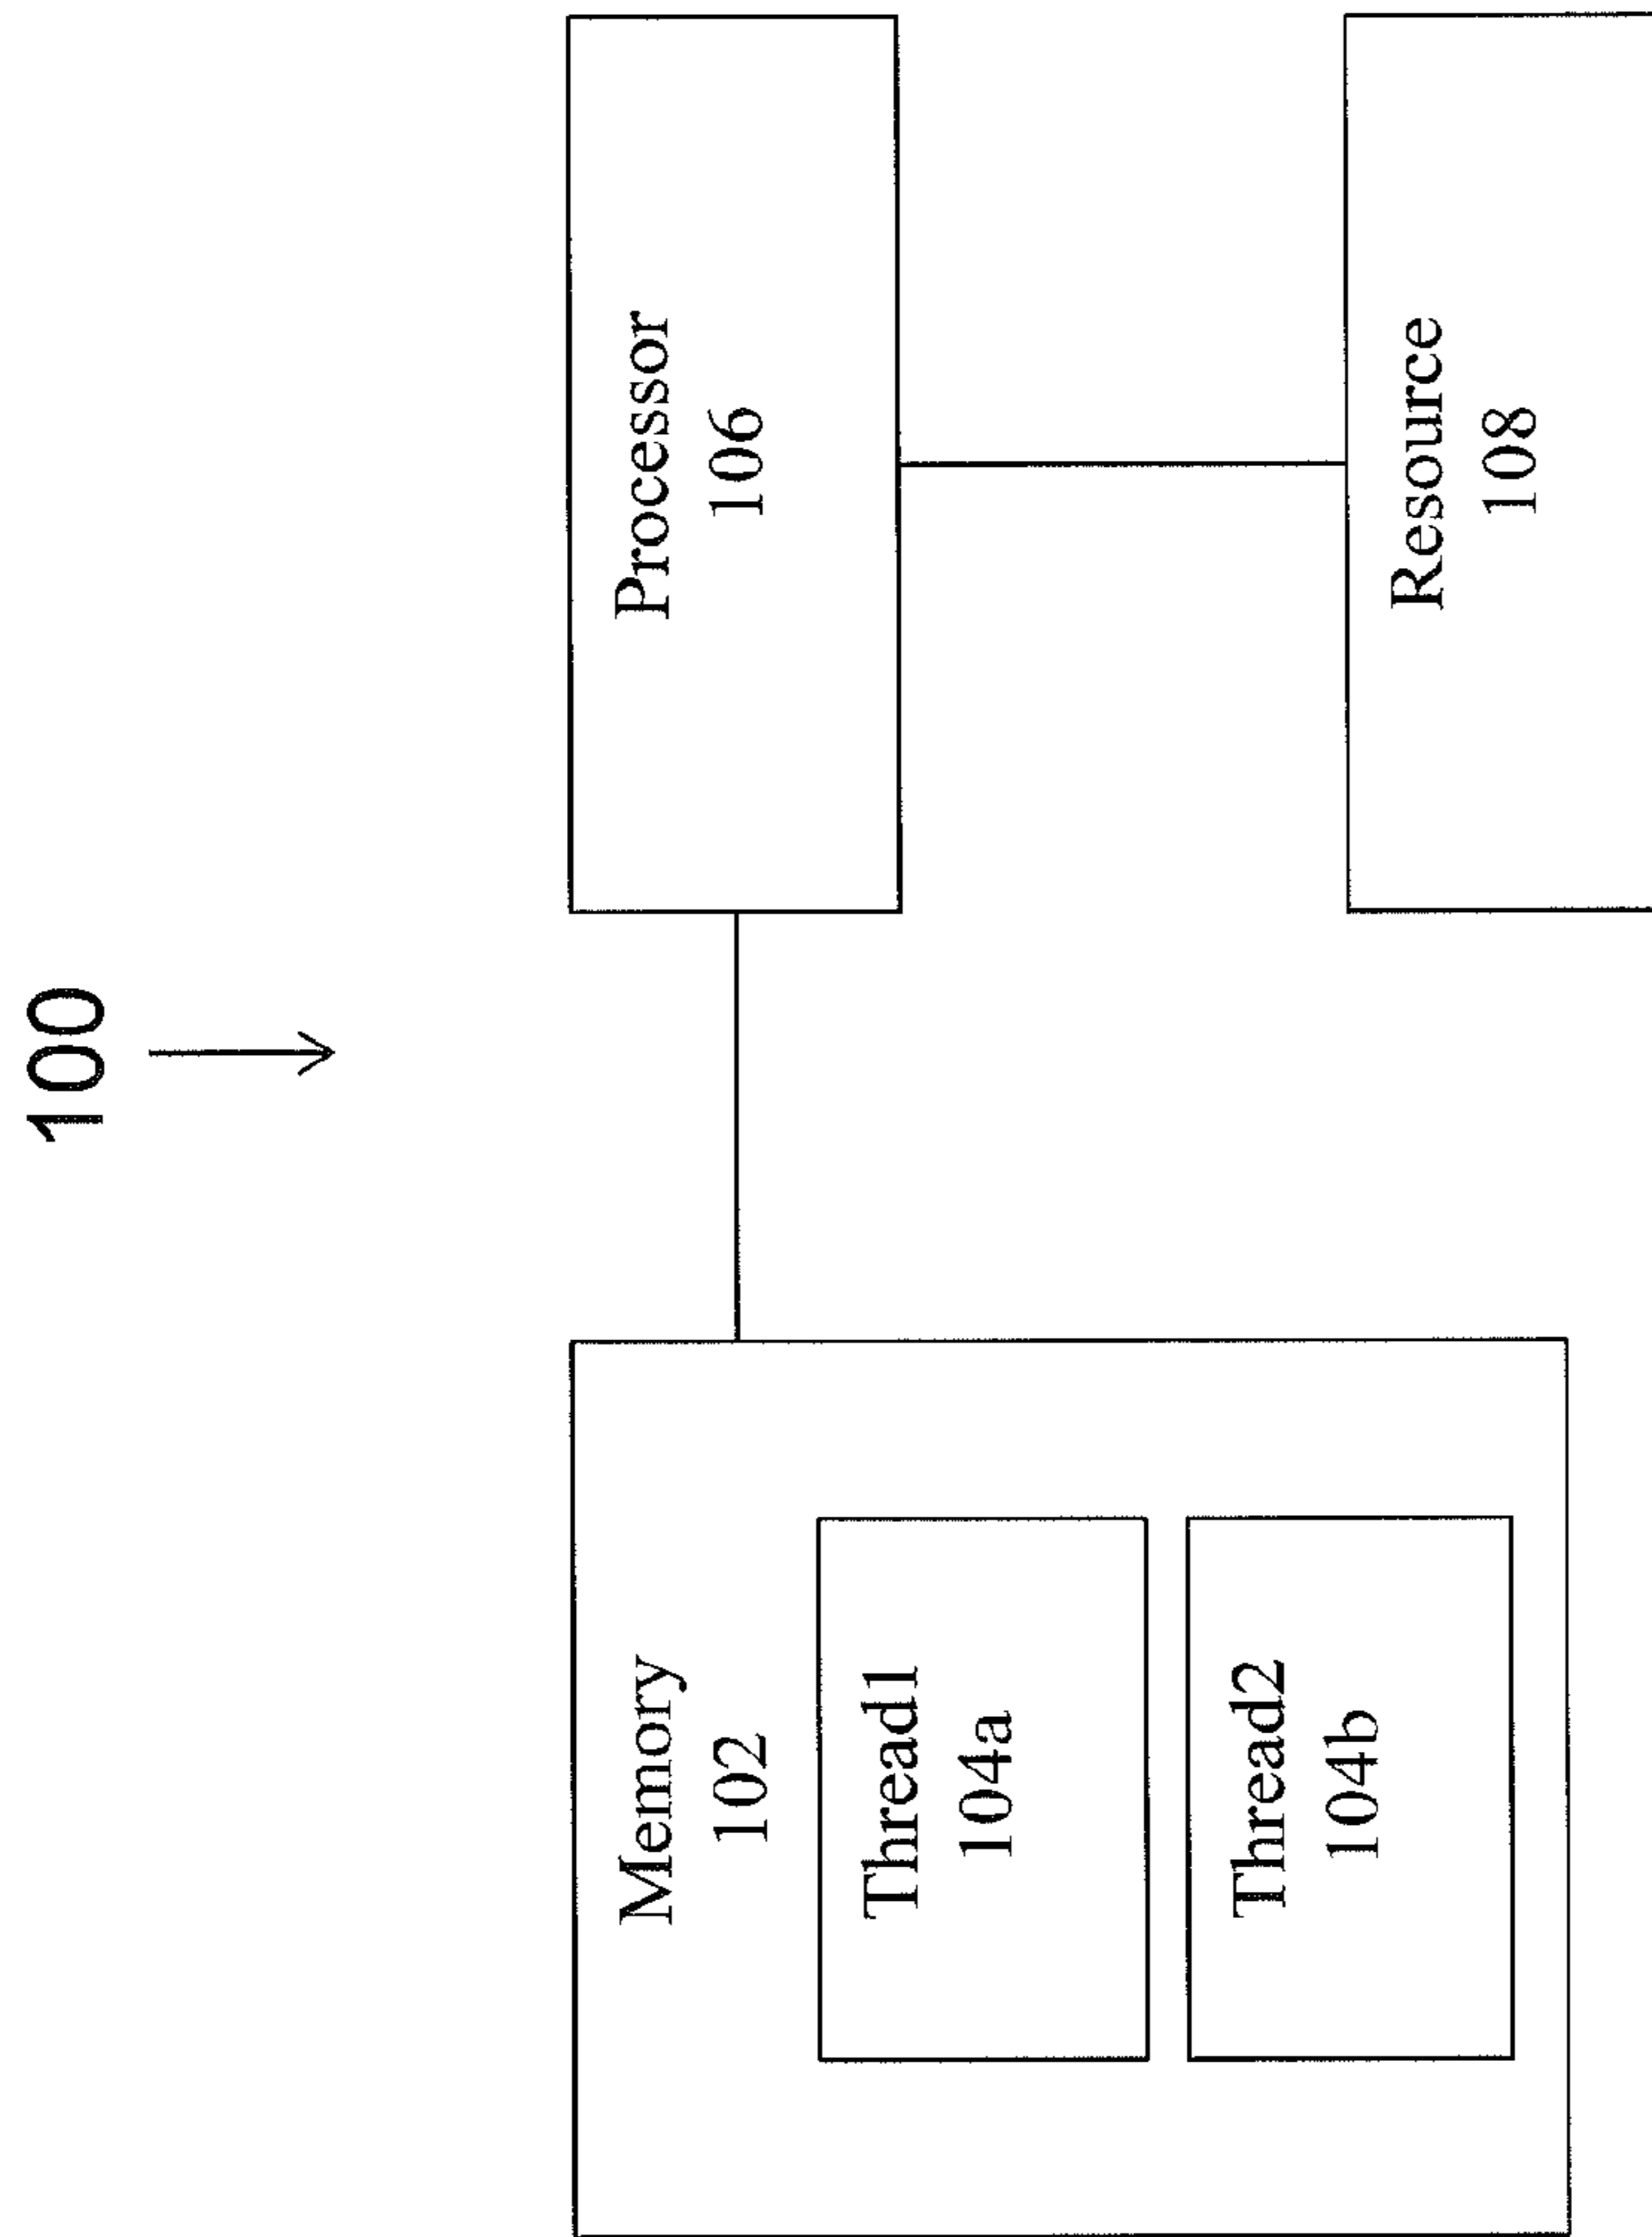 100
Memory
102
Thread1
104a
Thread2
104b
Processor
106
Resource
108